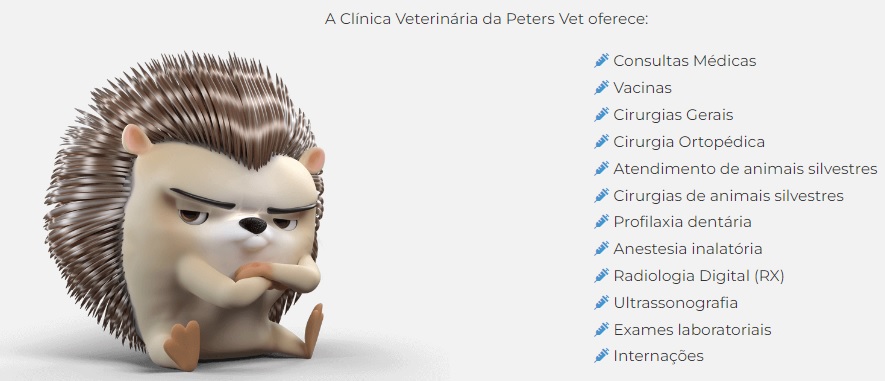 A Clínica Veterinária da Peters Vet oferece:
Consultas Médicas
Vacinas
Cirurgias Gerais
Cirurgia Ortopédica
Atendimento de animais silvestres
Cirurgias de animais silvestres
Profilaxia dentária
Anestesia inalatória
Radiologia Digital (RX)
Ultrassonografia
Exames laboratoriais
Internações